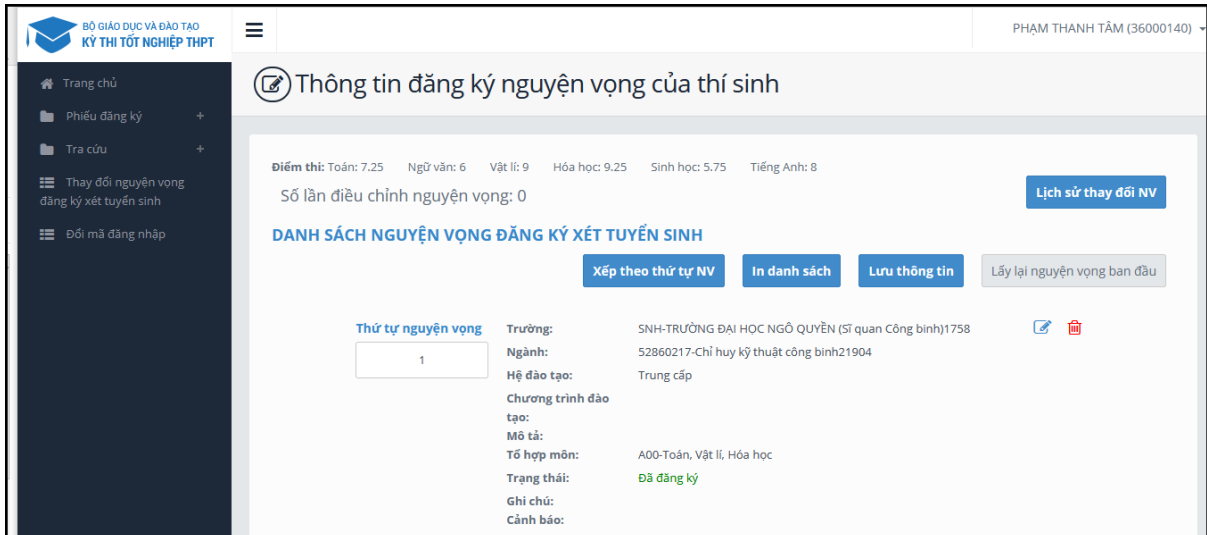 BỘ GIÁO DỤC VÀ ĐÀO TẠO
KỲ THI TỐT NGHIỆP THPT
PHẠM THANH TÂM (36000140)
Trang chủ
Phiếu đăng ký +
Tra cứu +
Thay đổi nguyện vọng
đăng ký xét tuyển sinh
Đổi mã đăng nhập
Thông tin đăng ký nguyện vọng của thí sinh
Điểm thi: Toán: 7.25 Ngữ văn: 6 Vật lí: 9 Hóa học: 9.25 Sinh học: 5.75 Tiếng Anh: 8
Số lần điều chỉnh nguyện vọng: 0
Lịch sử thay đổi NV
DANH SÁCH NGUYỆN VỌNG ĐĂNG KÝ XÉT TUYỂN SINH
Xếp theo thứ tự NV In danh sách Lưu thông tin Lấy lại nguyện vọng ban đầu
Thứ tự nguyện vọng
1
Trường: SNH-TRƯỜNG ĐẠI HỌC NGÔ QUYỀN (Sĩ quan Công binh)1758
Ngành: 52860217-Chỉ huy kỹ thuật công binh21904
Hệ đào tạo: Trung cấp
Chương trình đào
tạo:
Mô tả:
Tổ hợp môn: A00-Toán, Vật lí, Hóa học
Trạng thái: Đã đăng ký
Ghi chú:
Cảnh báo: